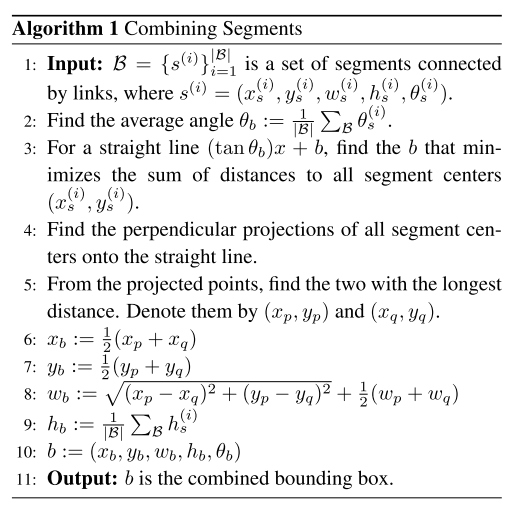 Algorithm 1 Combining Segments
1: Input: $\mathcal{B} = \{s^{(i)}\}_{i=1}^{|\mathcal{B}|}$ is a set of segments connected
by links, where $s^{(i)} = (x_s^{(i)}, y_s^{(i)}, w_s^{(i)}, h_s^{(i)}, \theta_s^{(i)})$.
2: Find the average angle $\theta_b := \frac{1}{|\mathcal{B}|} \sum_{\mathcal{B}} \theta_s^{(i)}$.
3: For a straight line $(\tan \theta_b)x + b$, find the $b$ that min-
imizes the sum of distances to all segment centers
$(x_s^{(i)}, y_s^{(i)})$.
4: Find the perpendicular projections of all segment cen-
ters onto the straight line.
5: From the projected points, find the two with the longest
distance. Denote them by $(x_p, y_p)$ and $(x_q, y_q)$.
6: $x_b := \frac{1}{2}(x_p + x_q)$
7: $y_b := \frac{1}{2}(y_p + y_q)$
8: $w_b := \sqrt{(x_p - x_q)^2 + (y_p - y_q)^2} + \frac{1}{2}(w_p + w_q)$
9: $h_b := \frac{1}{|\mathcal{B}|} \sum_{\mathcal{B}} h_s^{(i)}$
10: $b := (x_b, y_b, w_b, h_b, \theta_b)$
11: Output: $b$ is the combined bounding box.